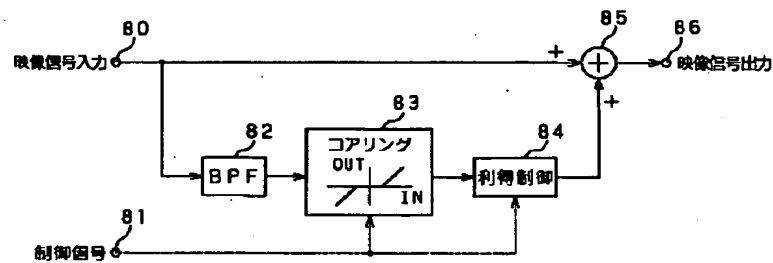 80
85
86
映像信号入力
+
+
映像信号出力
+
83
82
コアリング
84
OUT
BPF
利得制御
IN
81
制御信号